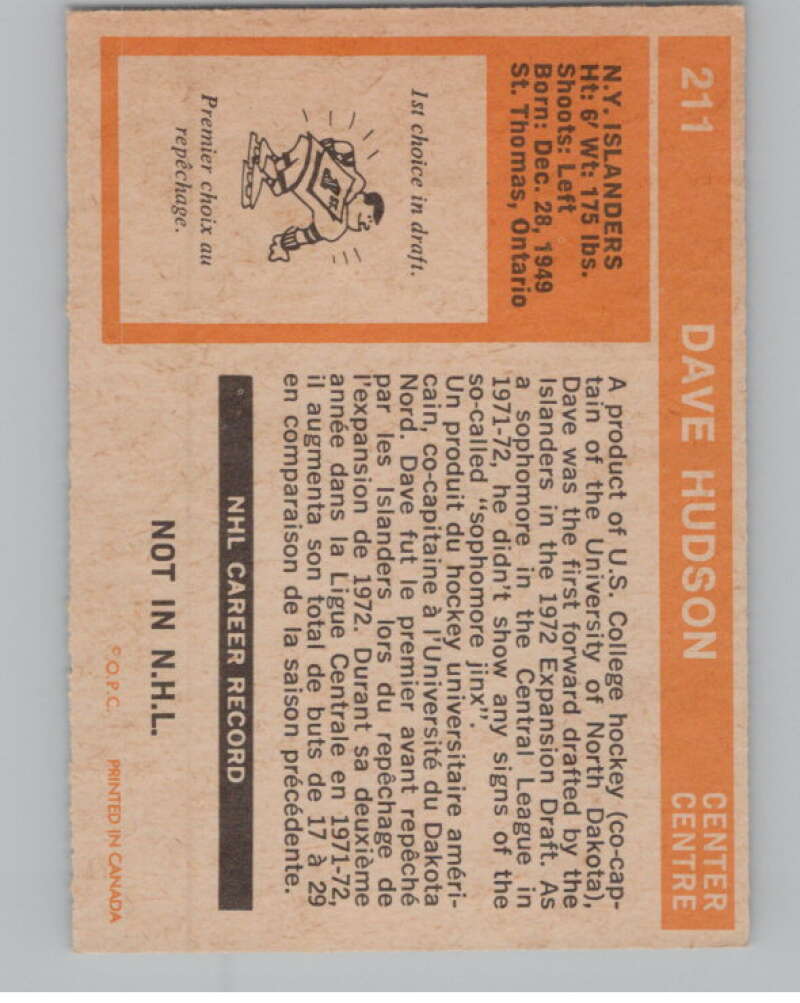 211
DAVE HUDSON
CENTER
CENTRE
N.Y. ISLANDERS
Ht: 6' Wt: 175 lbs.
Shoots: Left
Born: Dec. 28, 1949
St. Thomas, Ontario
1st choice in draft.
1st
Premier choix au
repêchage.
A product of U.S. College hockey (co-cap-
tain of the University of North Dakota),
Dave was the first forward drafted by the
Islanders in the 1972 Expansion Draft. As
a sophomore in the Central League in
1971-72, he didn't show any signs of the
so-called "sophomore jinx".
Un produit du hockey universitaire améri-
cain, co-capitaine à l'Université du Dakota
Nord. Dave fut le premier avant repêché
par les Islanders lors du repêchage de
l'expansion de 1972. Durant sa deuxième
année dans la Ligue Centrale en 1971-72,
il augmenta son total de buts de 17 à 29
en comparaison de la saison précédente.
NHL CAREER RECORD
NOT IN N.H.L.
© O.P.C. PRINTED IN CANADA